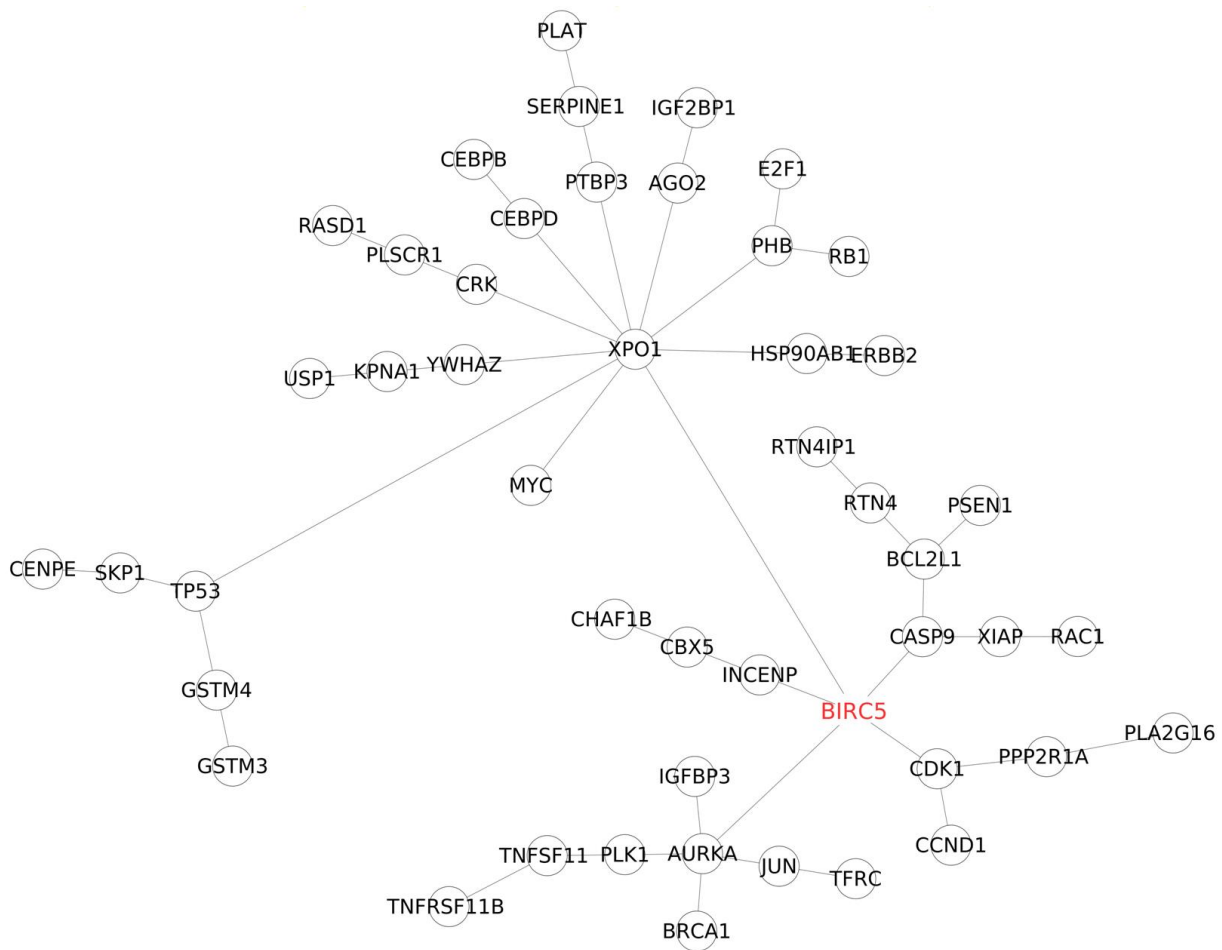 PLAT
SERPINE1
IGF2BP1
CEBPB
PTBP3
AGO2
E2F1
RASD1
CEBPD
PLSCR1
PHB
RB1
CRK
XPO1
HSP90AB1
ERBB2
USP1
KPNA1
YWHAZ
RTN4IP1
MYC
RTN4
PSEN1
BCL2L1
CENPE
SKP1
TP53
CHAF1B
CBX5
CASP9
XIAP
RAC1
INCENP
GSTM4
BIRC5
PLA2G16
GSTM3
IGFBP3
CDK1
PPP2R1A
TNFSF11
PLK1
AURKA
JUN
CCND1
TFRC
TNFRSF11B
BRCA1